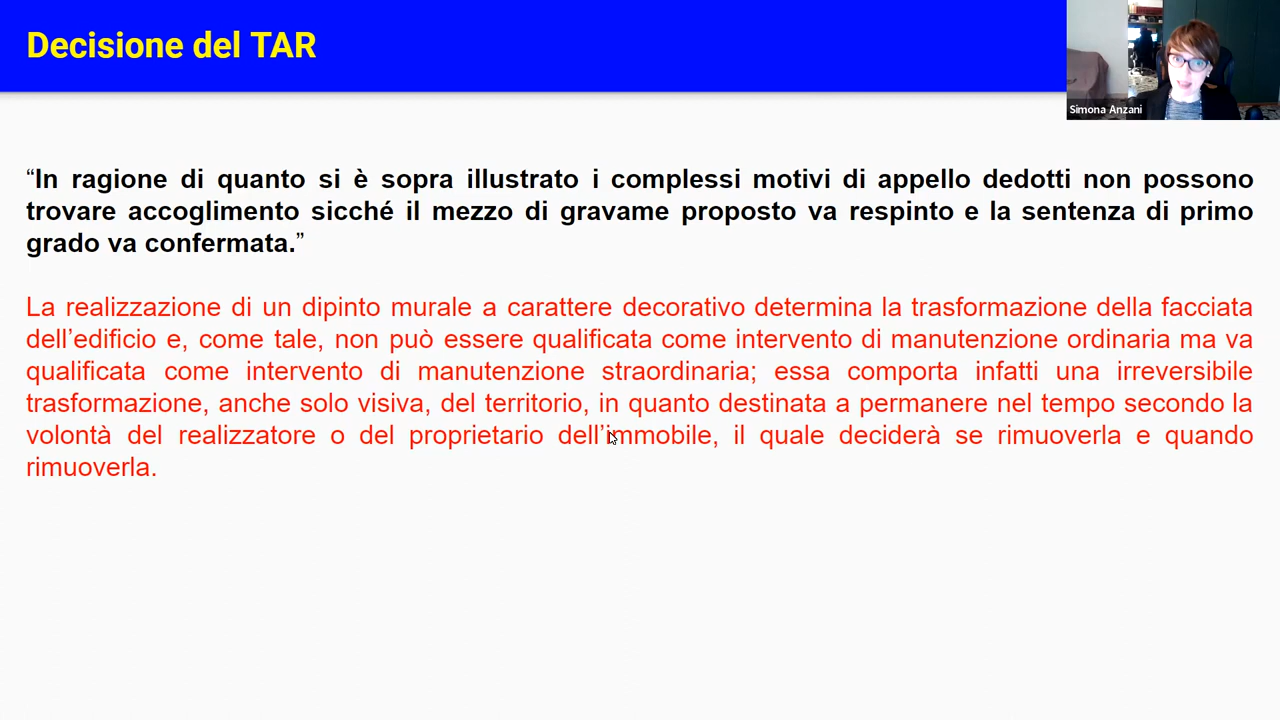 Decisione del TAR
Simona Anzani
“In ragione di quanto si è sopra illustrato i complessi motivi di appello dedotti non possono
trovare accoglimento sicché il mezzo di gravame proposto va respinto e la sentenza di primo
grado va confermata.”
La realizzazione di un dipinto murale a carattere decorativo determina la trasformazione della facciata
dell’edificio e, come tale, non può essere qualificata come intervento di manutenzione ordinaria ma va
qualificata come intervento di manutenzione straordinaria; essa comporta infatti una irreversibile
trasformazione, anche solo visiva, del territorio, in quanto destinata a permanere nel tempo secondo la
volontà del realizzatore o del proprietario dell’immobile, il quale deciderà se rimuoverla e quando
rimuoverla.